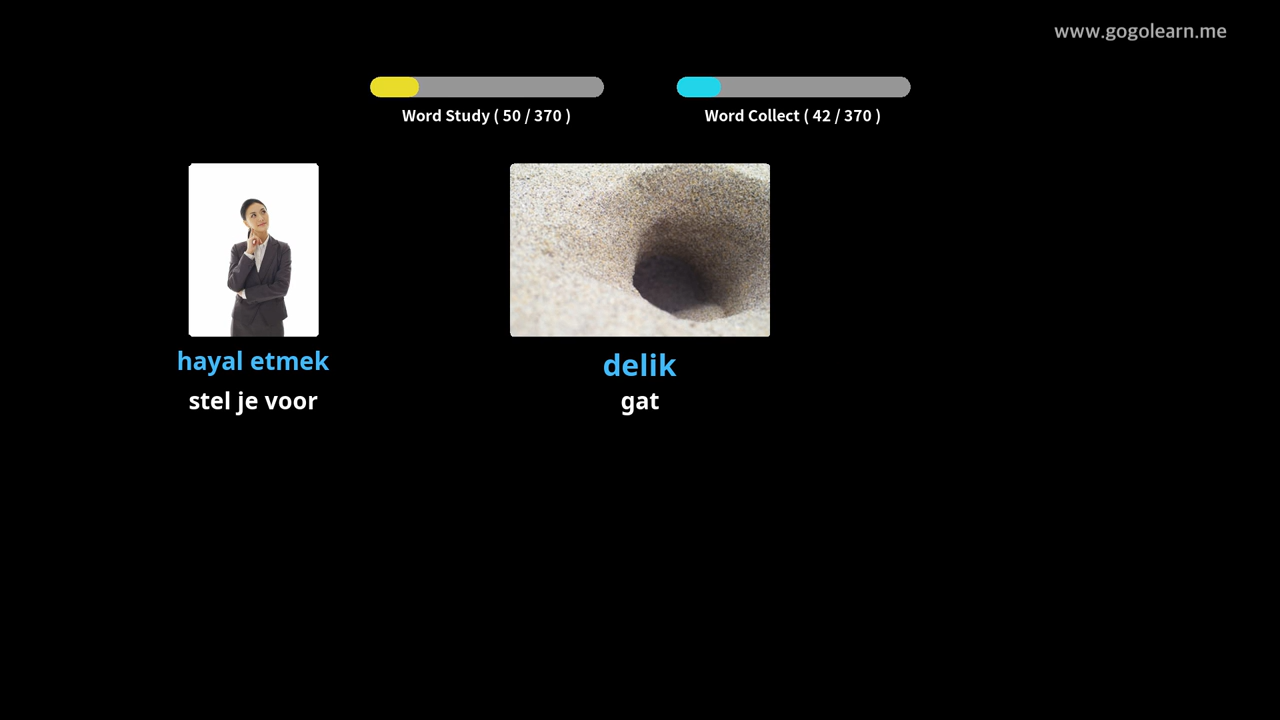 www.gogolearn.me
Word Study ( 50 / 370 )
Word Collect ( 42 / 370 )
hayal etmek
stel je voor
delik
gat